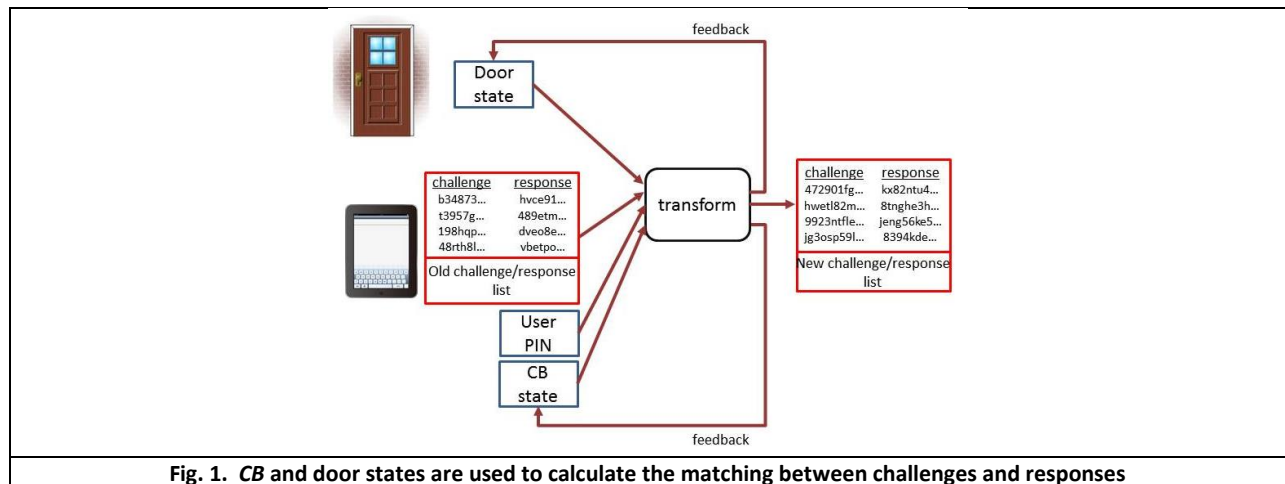 feedback
Door
state
challenge response
b34873... hvce91...
t3957g... 489etm...
198hqp... dveo8e...
48rth8l... vbetpo...
Old challenge/response
list
transform
challenge response
472901fg... kx82ntu4...
hwetl82m... 8tnghe3h...
9923ntfle... jeng56ke5...
jg3osp59l... 8394kde...
New challenge/response
list
User
PIN
CB
state
feedback
Fig. 1. CB and door states are used to calculate the matching between challenges and responses